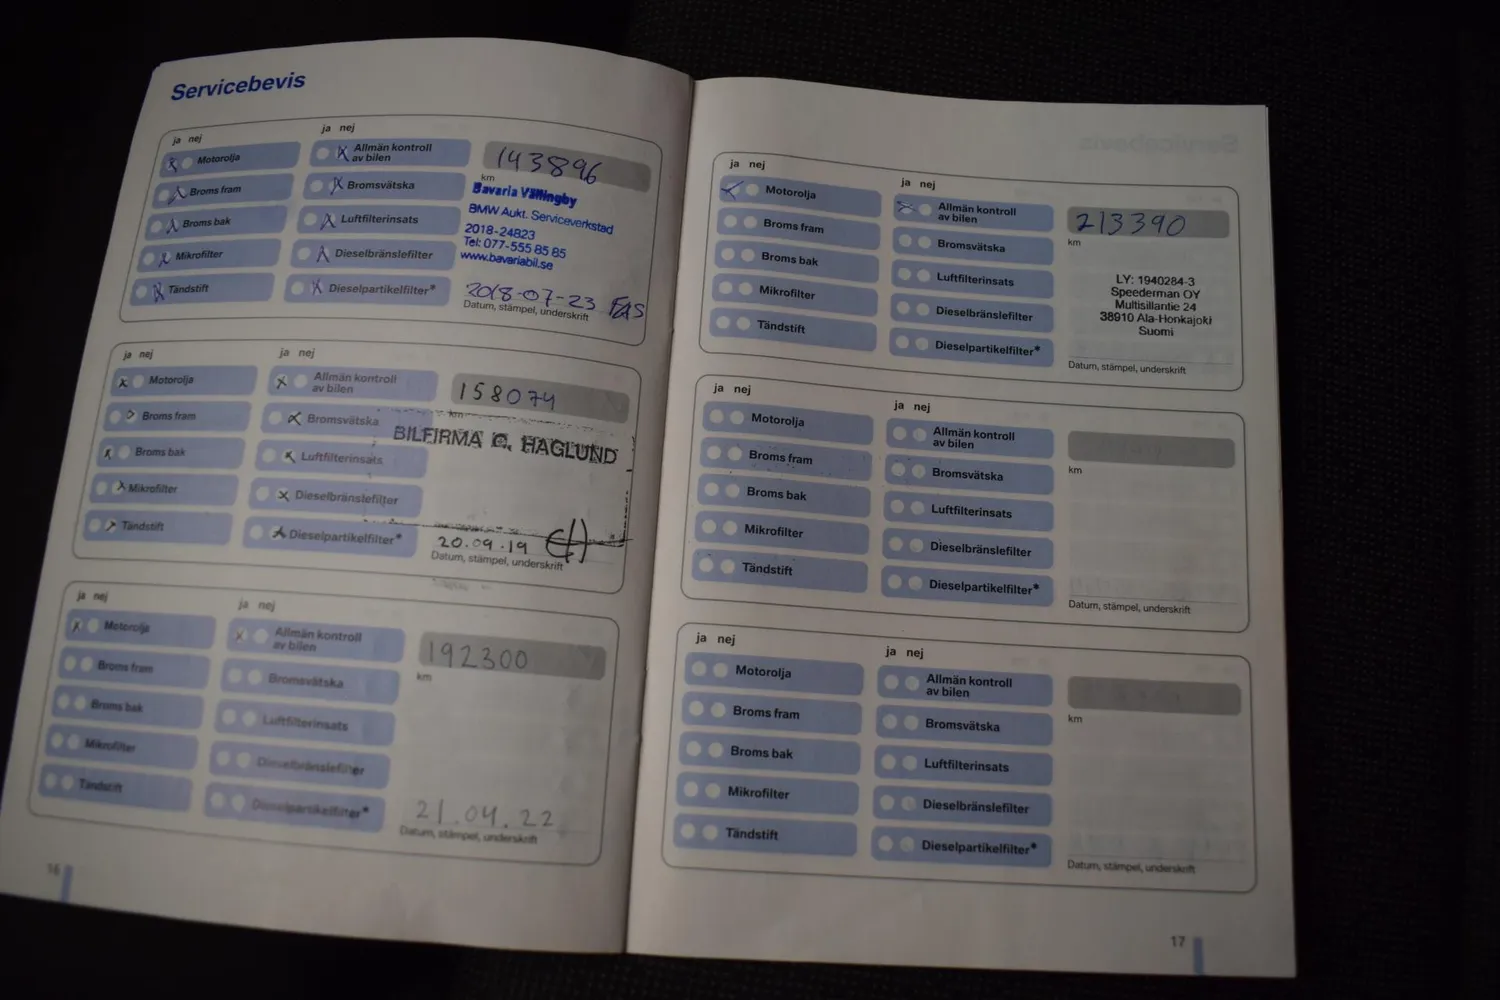 Servicebevis
ja nej
ja nej
Motorolja
Allmän kontroll
av bilen
143896
km
Broms fram
Bromsvätska
Bavaria Vällingby
BMW Aukt. Serviceverkstad
Broms bak
Luftfilterinsats
2018-24823
Tel: 077-555 85 85
www.bavariabil.se
Mikrofilter
Dieselbränslefilter
Tändstift
Dieselpartikelfilter*
2018-07-23
Datum, stämpel, underskrift
ja nej
ja nej
Motorolja
Allmän kontroll
av bilen
158074
km
Broms fram
Bromsvätska
BILFIRMA C. HAGLUND
Broms bak
Luftfilterinsats
Mikrofilter
Dieselbränslefilter
Tändstift
Dieselpartikelfilter*
20.09.19
Datum, stämpel, underskrift
ja nej
ja nej
Motorolja
Allmän kontroll
av bilen
192300
km
Broms fram
Bromsvätska
Broms bak
Luftfilterinsats
Mikrofilter
Dieselbränslefilter
Tändstift
Dieselpartikelfilter*
21.04.22
Datum, stämpel, underskrift
16
ja nej
ja nej
Motorolja
Allmän kontroll
av bilen
213390
km
Broms fram
Bromsvätska
Broms bak
Luftfilterinsats
LY: 1940284-3
Speederman OY
Multisillantie 24
38910 Ala-Honkajoki
Suomi
Mikrofilter
Dieselbränslefilter
Tändstift
Dieselpartikelfilter*
Datum, stämpel, underskrift
ja nej
ja nej
Motorolja
Allmän kontroll
av bilen
km
Broms fram
Bromsvätska
Broms bak
Luftfilterinsats
Mikrofilter
Dieselbränslefilter
Tändstift
Dieselpartikelfilter*
Datum, stämpel, underskrift
ja nej
ja nej
Motorolja
Allmän kontroll
av bilen
km
Broms fram
Bromsvätska
Broms bak
Luftfilterinsats
Mikrofilter
Dieselbränslefilter
Tändstift
Dieselpartikelfilter*
Datum, stämpel, underskrift
17